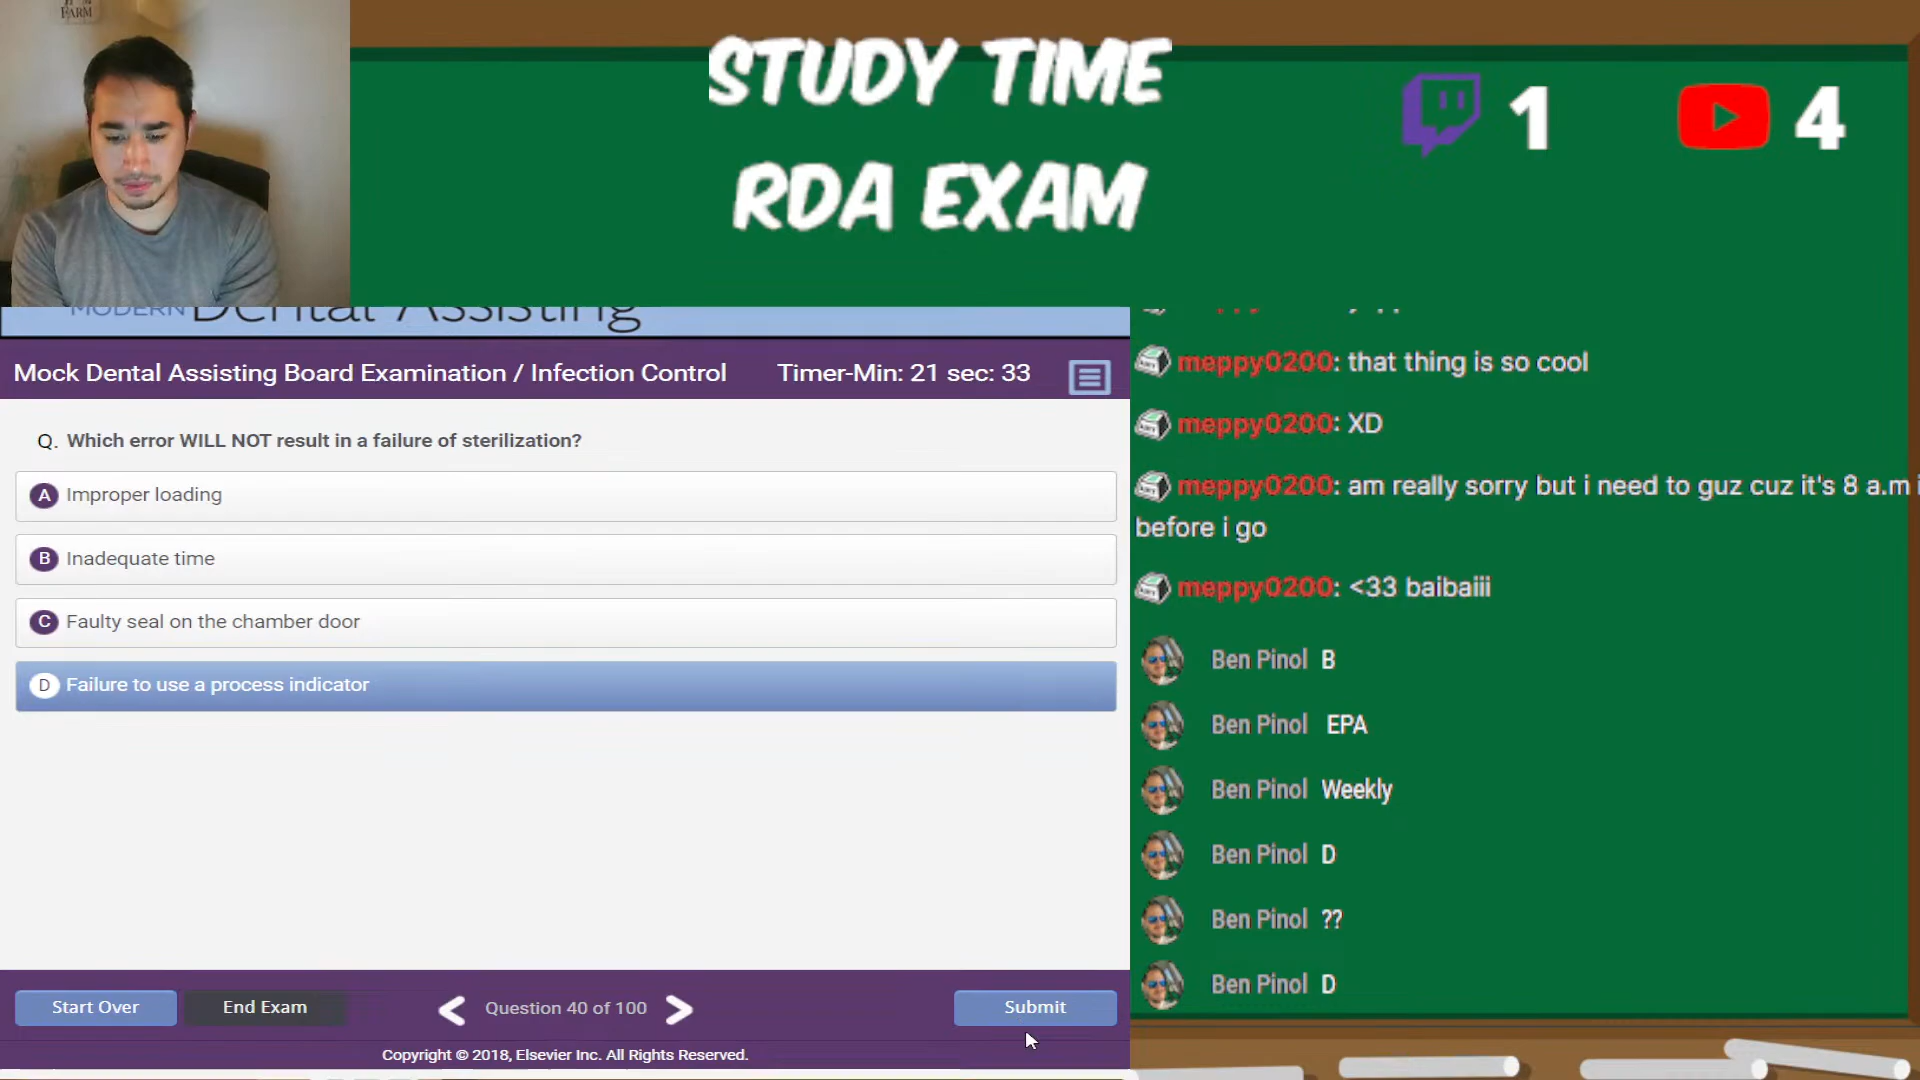 FARM
STUDY TIME
RDA EXAM
1
4
MODERN Dental Assisting
Mock Dental Assisting Board Examination / Infection Control
Timer-Min: 21 sec: 33
Q. Which error WILL NOT result in a failure of sterilization?
A Improper loading
B Inadequate time
C Faulty seal on the chamber door
D Failure to use a process indicator
Start Over
End Exam
Question 40 of 100
Submit
Copyright © 2018, Elsevier Inc. All Rights Reserved.
meppy0200: that thing is so cool
meppy0200: XD
meppy0200: am really sorry but i need to guz cuz it's 8 a.m i
before i go
meppy0200: <33 baibaiii
Ben Pinol B
Ben Pinol EPA
Ben Pinol Weekly
Ben Pinol D
Ben Pinol ??
Ben Pinol D